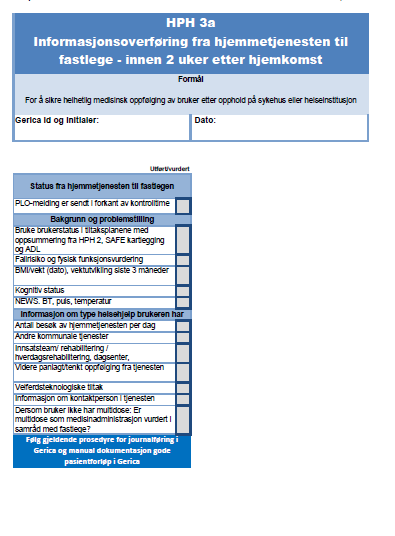 HPH 3a
Informasjonsoverføring fra hjemmetjenesten til
fastlege - innen 2 uker etter hjemkomst
Formål
For å sikre helhetlig medisinsk oppfølging av bruker etter opphold på sykehus eller helseinstitusjon
Gerica Id og Initialer:
Dato:
Utført/vurdert
Status fra hjemmetjenesten til fastlegen
PLO-melding er sendt i forkant av kontroltime
Bakgrunn og problemstilling
Bruke brukerstatus i tiltaksplanene med
oppsummering fra HPH 2, SAFE kartlegging
og ADL
Fallrisiko og fysisk funksjonsvurdering
BMI/vekt (dato), vektutvikling siste 3 måneder
Kognitiv status
NEWS. BT, puls, temperatur
Informasjon om type helsehjelp brukeren har
Antall besøk av hjemmetjenesten per dag
Andre kommunale tjenester
Innsatsteam/ rehabilitering /
hverdagsrehabilitering, dagsenter,
Videre panlagt/tenkt oppfølging fra tjenesten
Velferdsteknologiske tiltak
Informasjon om kontaktperson i tjenesten
Dersom bruker ikke har multidose: Er
multidose som medisinadministrasjon vurdert i
samråd med fastlege?
Følg gjeldende prosedyre for journalføring i
Gerica og manual dokumentasjon gode
pasientforløp i Gerica